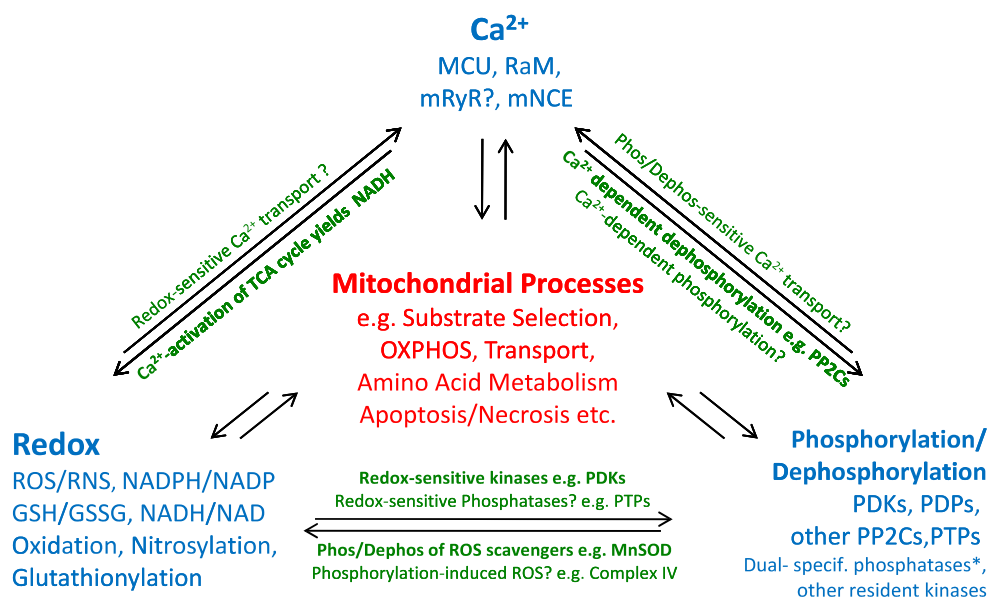 Ca²⁺
MCU, RaM,
mRyR?, mNCE
Redox-sensitive Ca²⁺ transport ?
Ca²⁺-activation of TCA cycle yields NADH
Phos/Dephos-sensitive Ca²⁺ transport?
Ca²⁺ dependent dephosphorylation e.g. PP2Cs
Ca²⁺-dependent phosphorylation?
Mitochondrial Processes
e.g. Substrate Selection,
OXPHOS, Transport,
Amino Acid Metabolism
Apoptosis/Necrosis etc.
Redox
ROS/RNS, NADPH/NADP
GSH/GSSG, NADH/NAD
Oxidation, Nitrosylation,
Glutathionylation
Redox-sensitive kinases e.g. PDKs
Redox-sensitive Phosphatases? e.g. PTPs
Phos/Dephos of ROS scavengers e.g. MnSOD
Phosphorylation-induced ROS? e.g. Complex IV
Phosphorylation/
Dephosphorylation
PDKs, PDPs,
other PP2Cs,PTPs
Dual- specif. phosphatases*,
other resident kinases